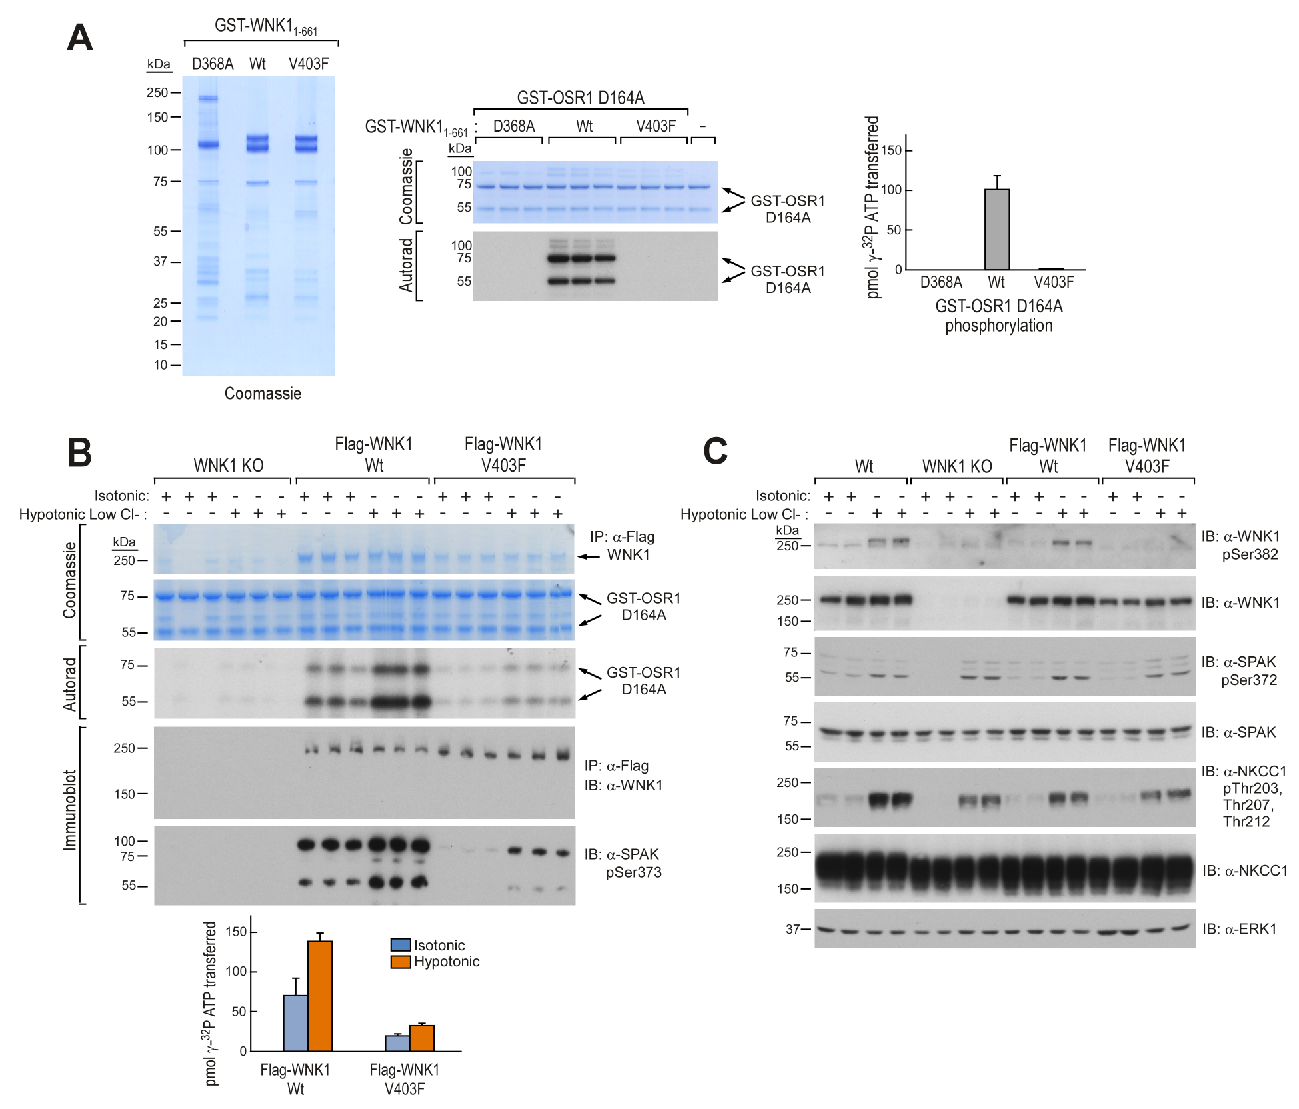 A
GST-WNK1 1-661
kDa D368A Wt V403F
250
150
100
75
55
37
25
20
15
10
Coomassie
GST-OSR1 D164A
GST-WNK1 1-661 : D368A Wt V403F –
kDa
Coomassie
100
75
55
GST-OSR1
D164A
Autorad
100
75
55
GST-OSR1
D164A
pmol γ-32P ATP transferred
150
100
50
0
D368A Wt V403F
GST-OSR1 D164A
phosphorylation
B
WNK1 KO
Flag-WNK1
Wt
Flag-WNK1
V403F
Isotonic: + + + - - - + + + - - - + + + - - -
Hypotonic Low Cl- : - - - + + + - - - + + + - - - + + +
kDa
Coomassie
250
IP: α-Flag
WNK1
75
55
GST-OSR1
D164A
Autorad
75
55
GST-OSR1
D164A
Immunoblot
250
150
IP: α-Flag
IB: α-WNK1
100
75
55
IB: α-SPAK
pSer373
pmol γ-32P ATP transferred
150
100
50
0
Isotonic
Hypotonic
Flag-WNK1
Wt
Flag-WNK1
V403F
C
Wt
WNK1 KO
Flag-WNK1
Wt
Flag-WNK1
V403F
Isotonic: + + - - + + - - + + - - + + - -
Hypotonic Low Cl- : - - + + - - + + - - + + - - + +
kDa
250
IB: α-WNK1
pSer382
250
150
IB: α-WNK1
75
55
IB: α-SPAK
pSer372
75
55
IB: α-SPAK
250
150
IB: α-NKCC1
pThr203,
Thr207,
Thr212
250
150
IB: α-NKCC1
37
IB: α-ERK1